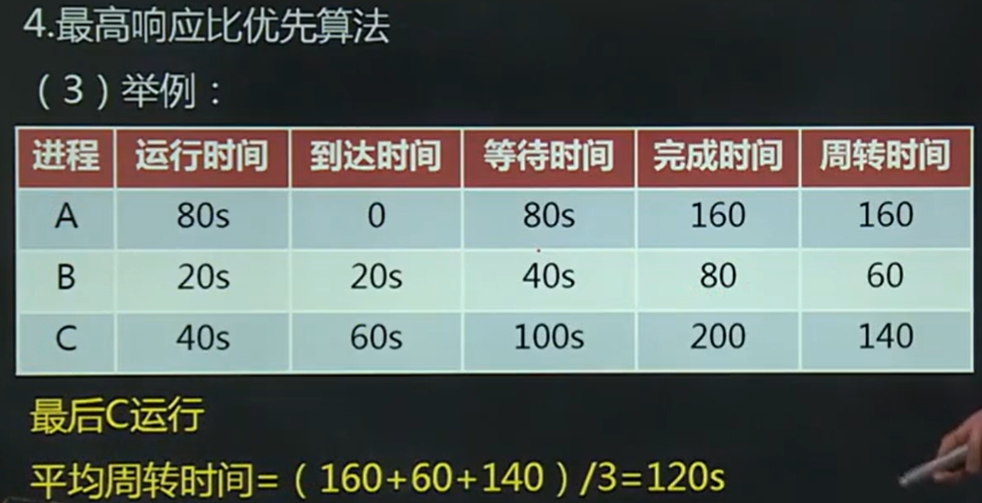 4.最高响应比优先算法
（3）举例：
进程 运行时间 到达时间 等待时间 完成时间 周转时间
A 80s 0 80s 160 160
B 20s 20s 40s 80 60
C 40s 60s 100s 200 140
最后C运行
平均周转时间=（160+60+140）/3=120s